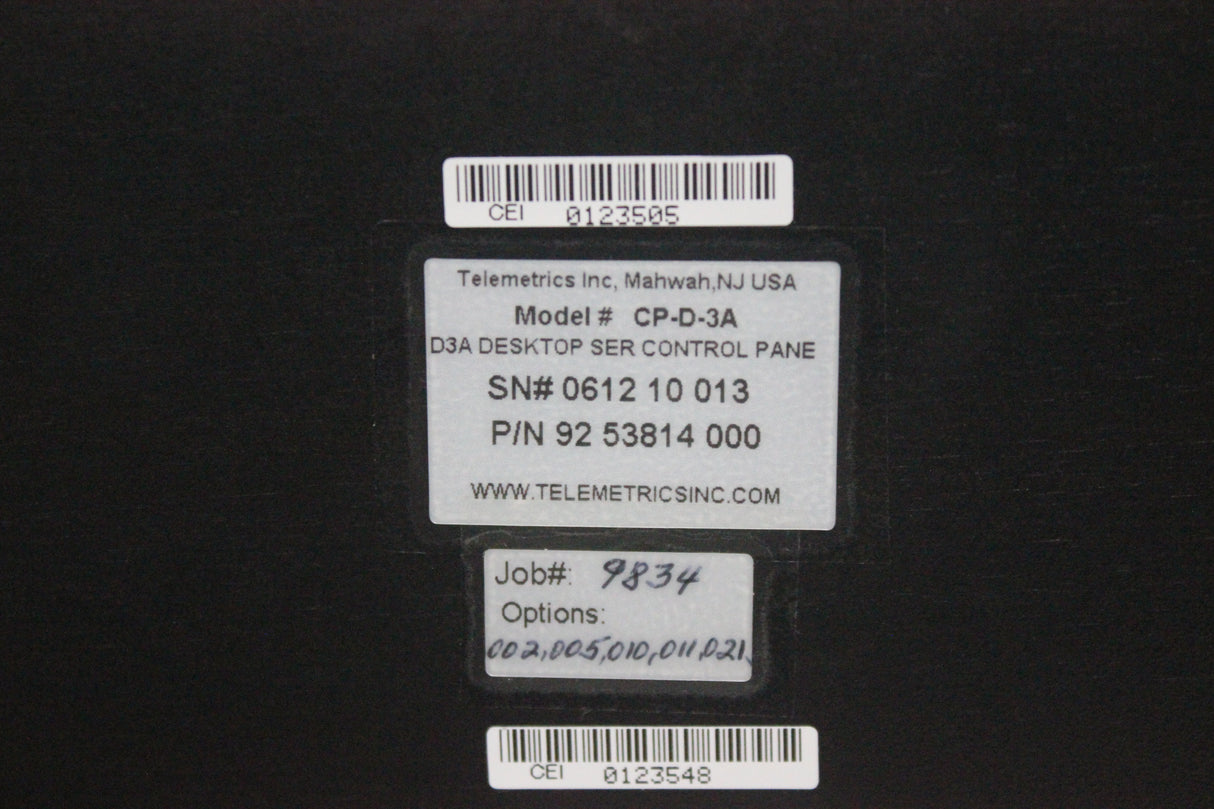 CEI 0123505
Telemetrics Inc, Mahwah,NJ USA
Model # CP-D-3A
D3A DESKTOP SER CONTROL PANE
SN# 0612 10 013
P/N 92 53814 000
WWW.TELEMETRICSINC.COM
Job#: 9834
Options:
002,005,010,011,021,
CEI 0123548